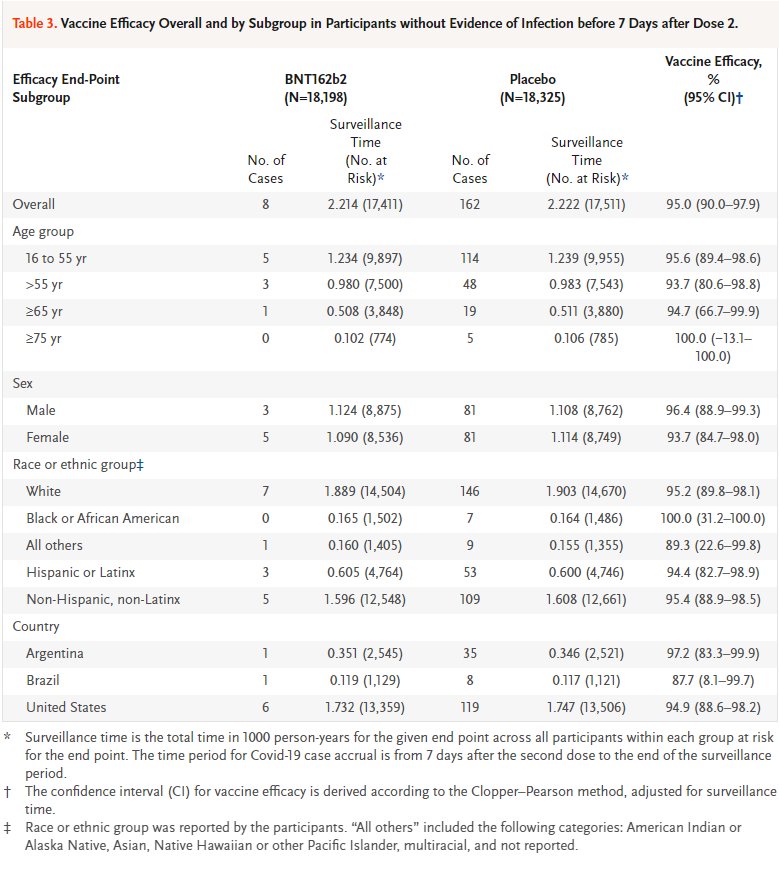 Table 3. Vaccine Efficacy Overall and by Subgroup in Participants without Evidence of Infection before 7 Days after Dose 2.
Efficacy End-Point Subgroup BNT162b2 (N=18,198) Placebo (N=18,325) Vaccine Efficacy, % (95% CI)†
No. of Cases Surveillance Time (No. at Risk)* No. of Cases Surveillance Time (No. at Risk)*
Overall 8 2.214 (17,411) 162 2.222 (17,511) 95.0 (90.0–97.9)
Age group
16 to 55 yr 5 1.234 (9,897) 114 1.239 (9,955) 95.6 (89.4–98.6)
>55 yr 3 0.980 (7,500) 48 0.983 (7,543) 93.7 (80.6–98.8)
≥65 yr 1 0.508 (3,848) 19 0.511 (3,880) 94.7 (66.7–99.9)
≥75 yr 0 0.102 (774) 5 0.106 (785) 100.0 (−13.1–100.0)
Sex
Male 3 1.124 (8,875) 81 1.108 (8,762) 96.4 (88.9–99.3)
Female 5 1.090 (8,536) 81 1.114 (8,749) 93.7 (84.7–98.0)
Race or ethnic group‡
White 7 1.889 (14,504) 146 1.903 (14,670) 95.2 (89.8–98.1)
Black or African American 0 0.165 (1,502) 7 0.164 (1,486) 100.0 (31.2–100.0)
All others 1 0.160 (1,405) 9 0.155 (1,355) 89.3 (22.6–99.8)
Hispanic or Latinx 3 0.605 (4,764) 53 0.600 (4,746) 94.4 (82.7–98.9)
Non-Hispanic, non-Latinx 5 1.596 (12,548) 109 1.608 (12,661) 95.4 (88.9–98.5)
Country
Argentina 1 0.351 (2,545) 35 0.346 (2,521) 97.2 (83.3–99.9)
Brazil 1 0.119 (1,129) 8 0.117 (1,121) 87.7 (8.1–99.7)
United States 6 1.732 (13,359) 119 1.747 (13,506) 94.9 (88.6–98.2)
* Surveillance time is the total time in 1000 person-years for the given end point across all participants within each group at risk
for the end point. The time period for Covid-19 case accrual is from 7 days after the second dose to the end of the surveillance
period.
† The confidence interval (CI) for vaccine efficacy is derived according to the Clopper–Pearson method, adjusted for surveillance
time.
‡ Race or ethnic group was reported by the participants. “All others” included the following categories: American Indian or
Alaska Native, Asian, Native Hawaiian or other Pacific Islander, multiracial, and not reported.